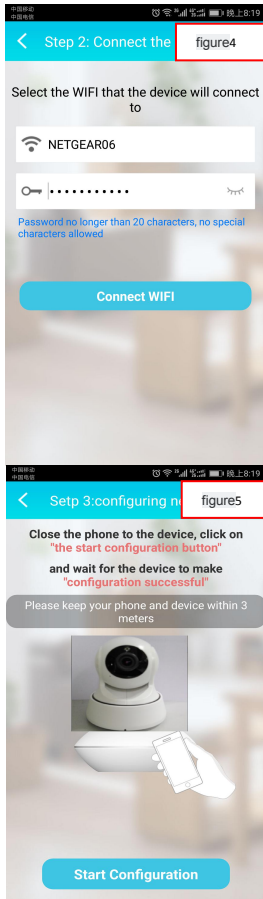 中国移动
中国电信
晚上8:19
Step 2: Connect the
figure4
Select the WIFI that the device will connect
to
NETGEAR06
Password no longer than 20 characters, no special
characters allowed
Connect WIFI
中国移动
中国电信
晚上8:19
Setp 3:configuring ne
figure5
Close the phone to the device, click on
"the start configuration button"
and wait for the device to make
"configuration successful"
Please keep your phone and device within 3
meters
Start Configuration